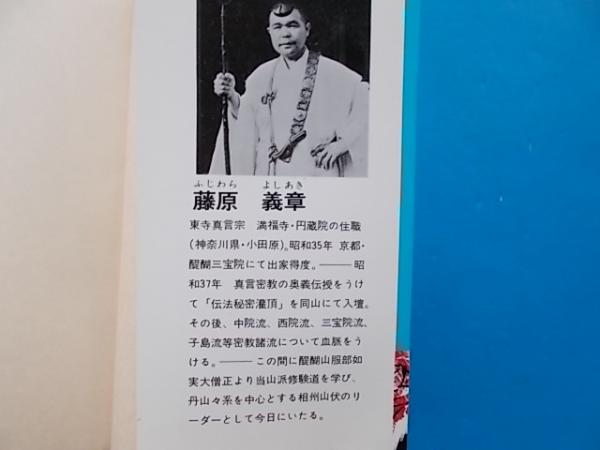 ふじわら よしあき
藤原 義章
東寺真言宗 満福寺・円蔵院の住職
(神奈川県・小田原)。昭和35年 京都・
醍醐三宝院にて出家得度。――昭
和37年 真言密教の奥義伝授をうけ
て「伝法秘密灌頂」を同山にて入壇。
その後、中院流、西院流、三宝院流、
子島流等密教諸流について血脈をう
ける。――この間に醍醐山服部如
実大僧正より当山派修験道を学び、
丹山々系を中心とする相州山伏のリ
ーダーとして今日にいたる。